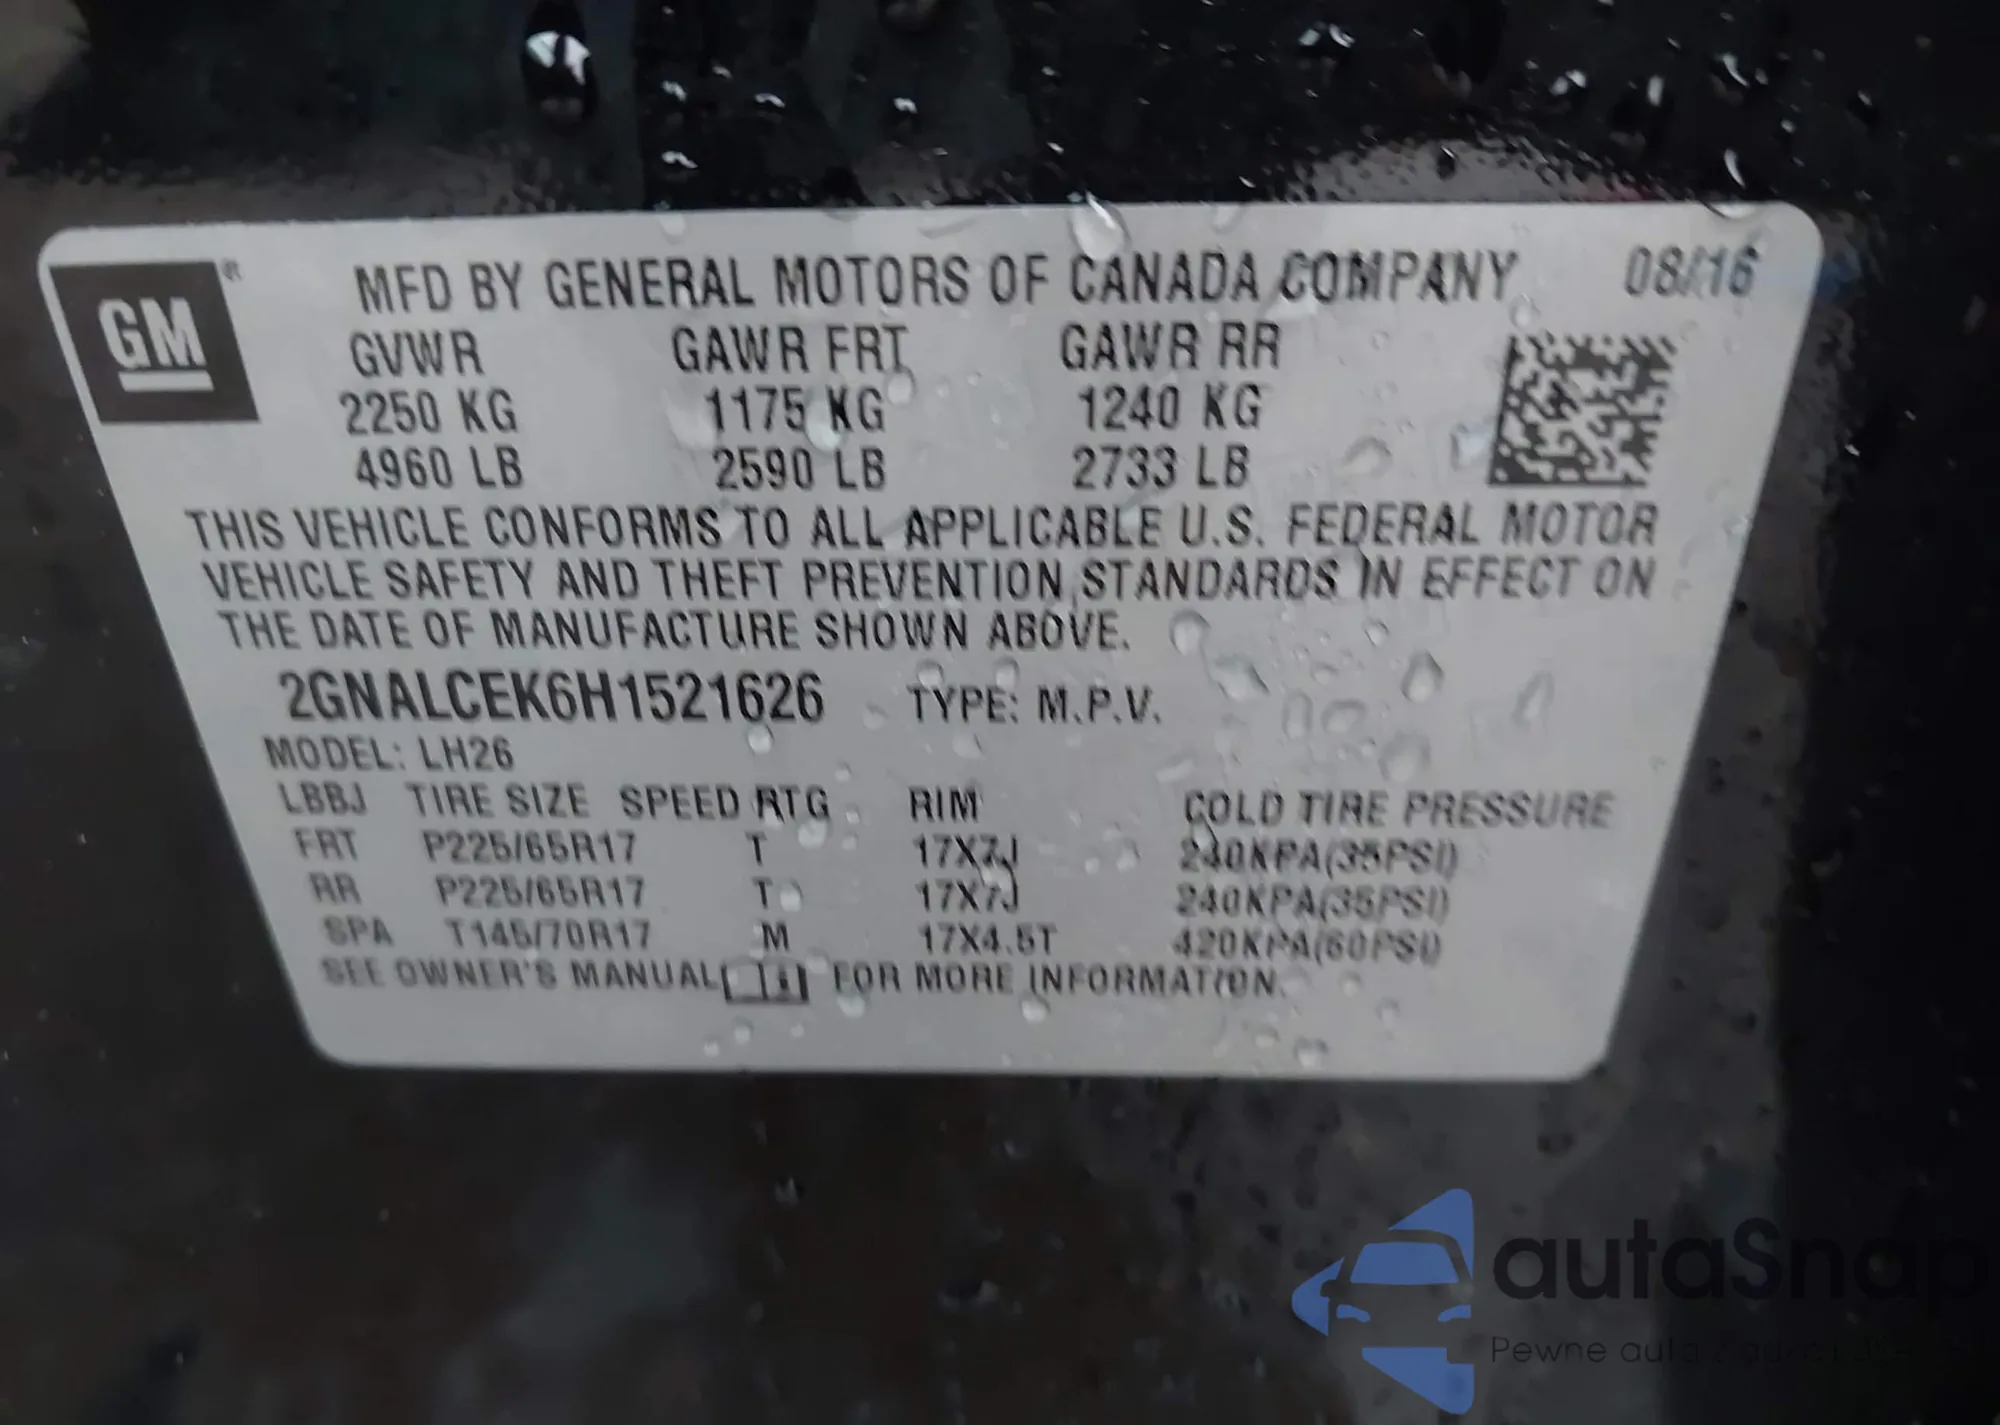 GM
MFD BY GENERAL MOTORS OF CANADA COMPANY 08/16
GVWR GAWR FRT GAWR RR
2250 KG 1175 KG 1240 KG
4960 LB 2590 LB 2733 LB
THIS VEHICLE CONFORMS TO ALL APPLICABLE U.S. FEDERAL MOTOR
VEHICLE SAFETY AND THEFT PREVENTION STANDARDS IN EFFECT ON
THE DATE OF MANUFACTURE SHOWN ABOVE.
2GNALCEK6H1521626 TYPE: M.P.V.
MODEL: LH26
LBBJ TIRE SIZE SPEED RTG RIM COLD TIRE PRESSURE
FRT P225/65R17 T 17X7J 240KPA(35PSI)
RR P225/65R17 T 17X7J 240KPA(35PSI)
SPA T145/70R17 M 17X4.5T 420KPA(60PSI)
SEE OWNER'S MANUAL FOR MORE INFORMATION.
autaSnap
Pewne auta z